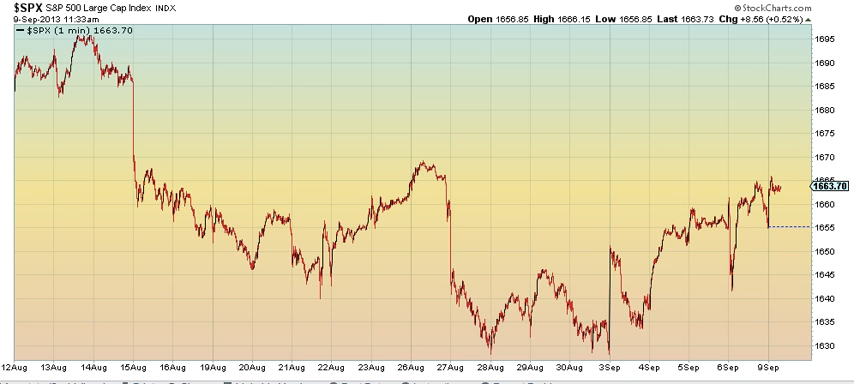 $SPX S&P 500 Large Cap Index INDX
© StockCharts.com
9-Sep-2013 11:33am
Open 1656.85 High 1666.15 Low 1656.85 Last 1663.73 Chg +8.56 (+0.52%)
$SPX (1 min) 1663.70
1695
1690
1685
1680
1675
1670
1665
1663.70
1660
1655
1650
1645
1640
1635
1630
12Aug 13Aug 14Aug 15Aug 16Aug 19Aug 20Aug 21Aug 22Aug 23Aug 26Aug 27Aug 28Aug 29Aug 30Aug 3Sep 4Sep 5Sep 6Sep 9Sep